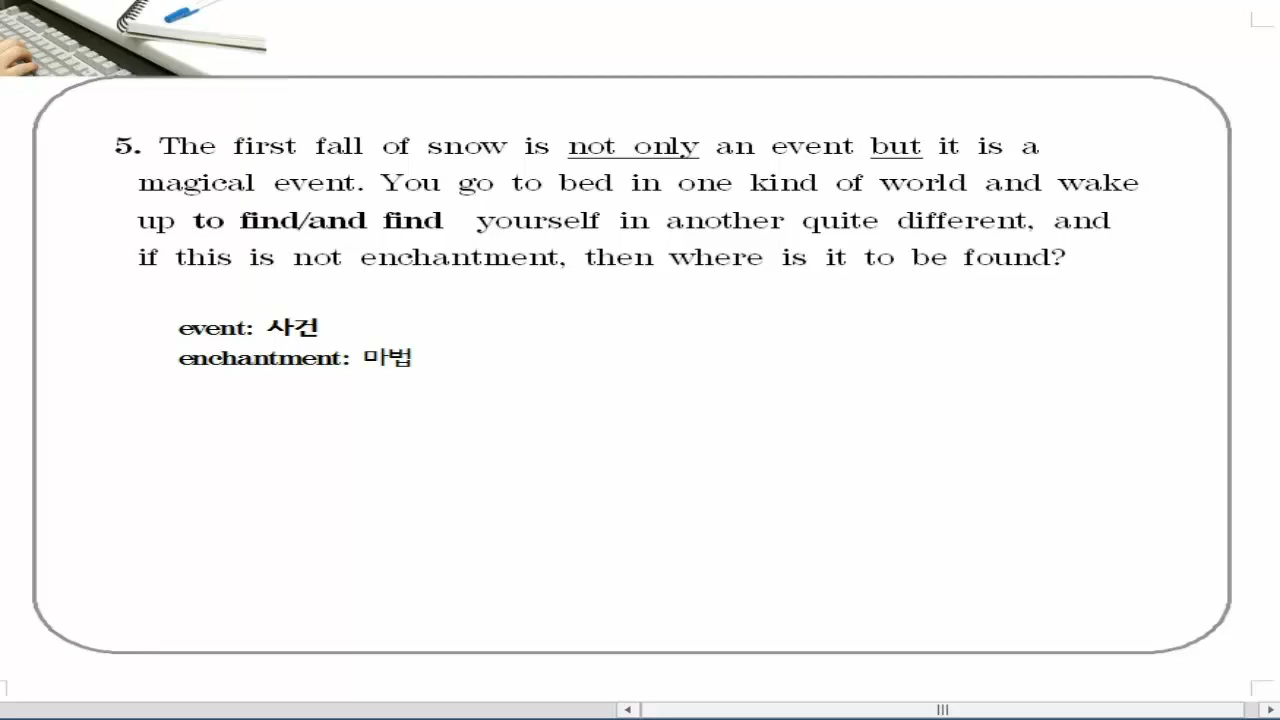 5. The first fall of snow is not only an event but it is a
magical event. You go to bed in one kind of world and wake
up to find/and find yourself in another quite different, and
if this is not enchantment, then where is it to be found?
event: 사건
enchantment: 마법